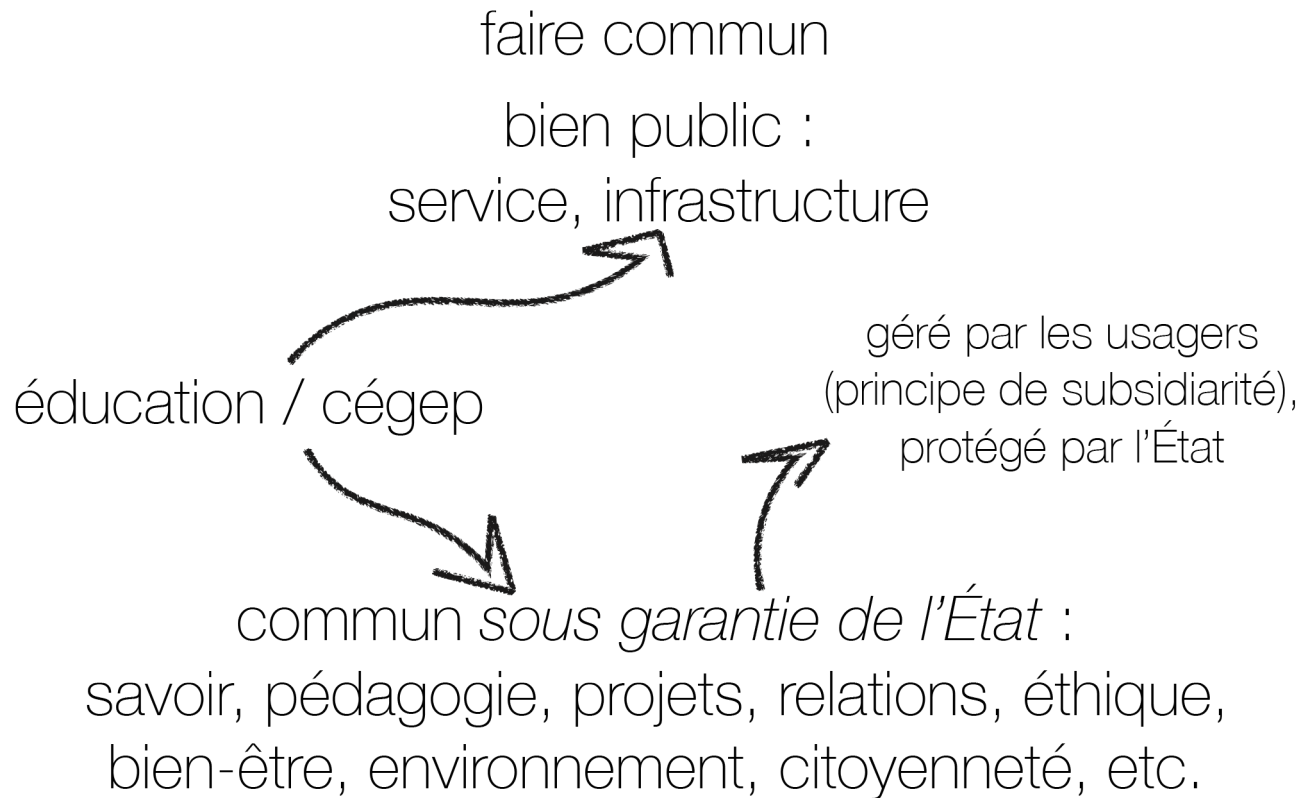 faire commun
bien public :
service, infrastructure
géré par les usagers
(principe de subsidiarité),
protégé par l'État
éducation / cégep
commun sous garantie de l'État :
savoir, pédagogie, projets, relations, éthique,
bien-être, environnement, citoyenneté, etc.